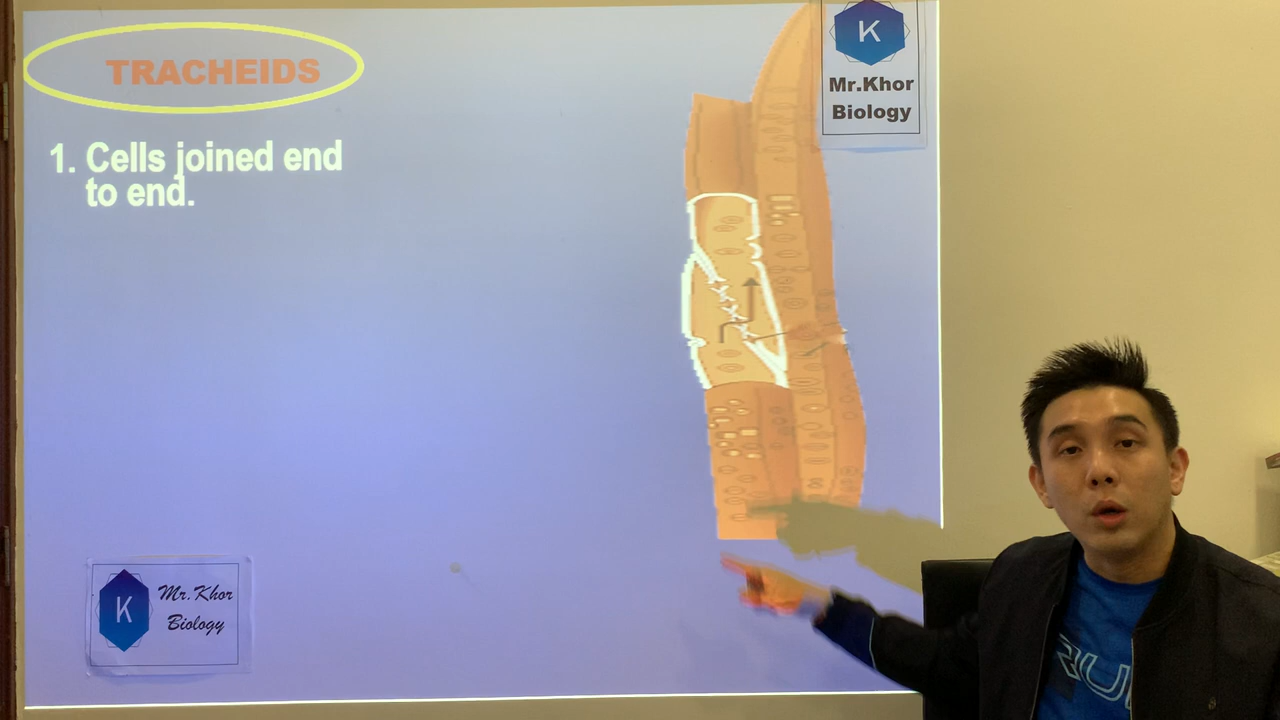 TRACHEIDS
1. Cells joined end
to end.
K
Mr.Khor
Biology
K
Mr.Khor
Biology